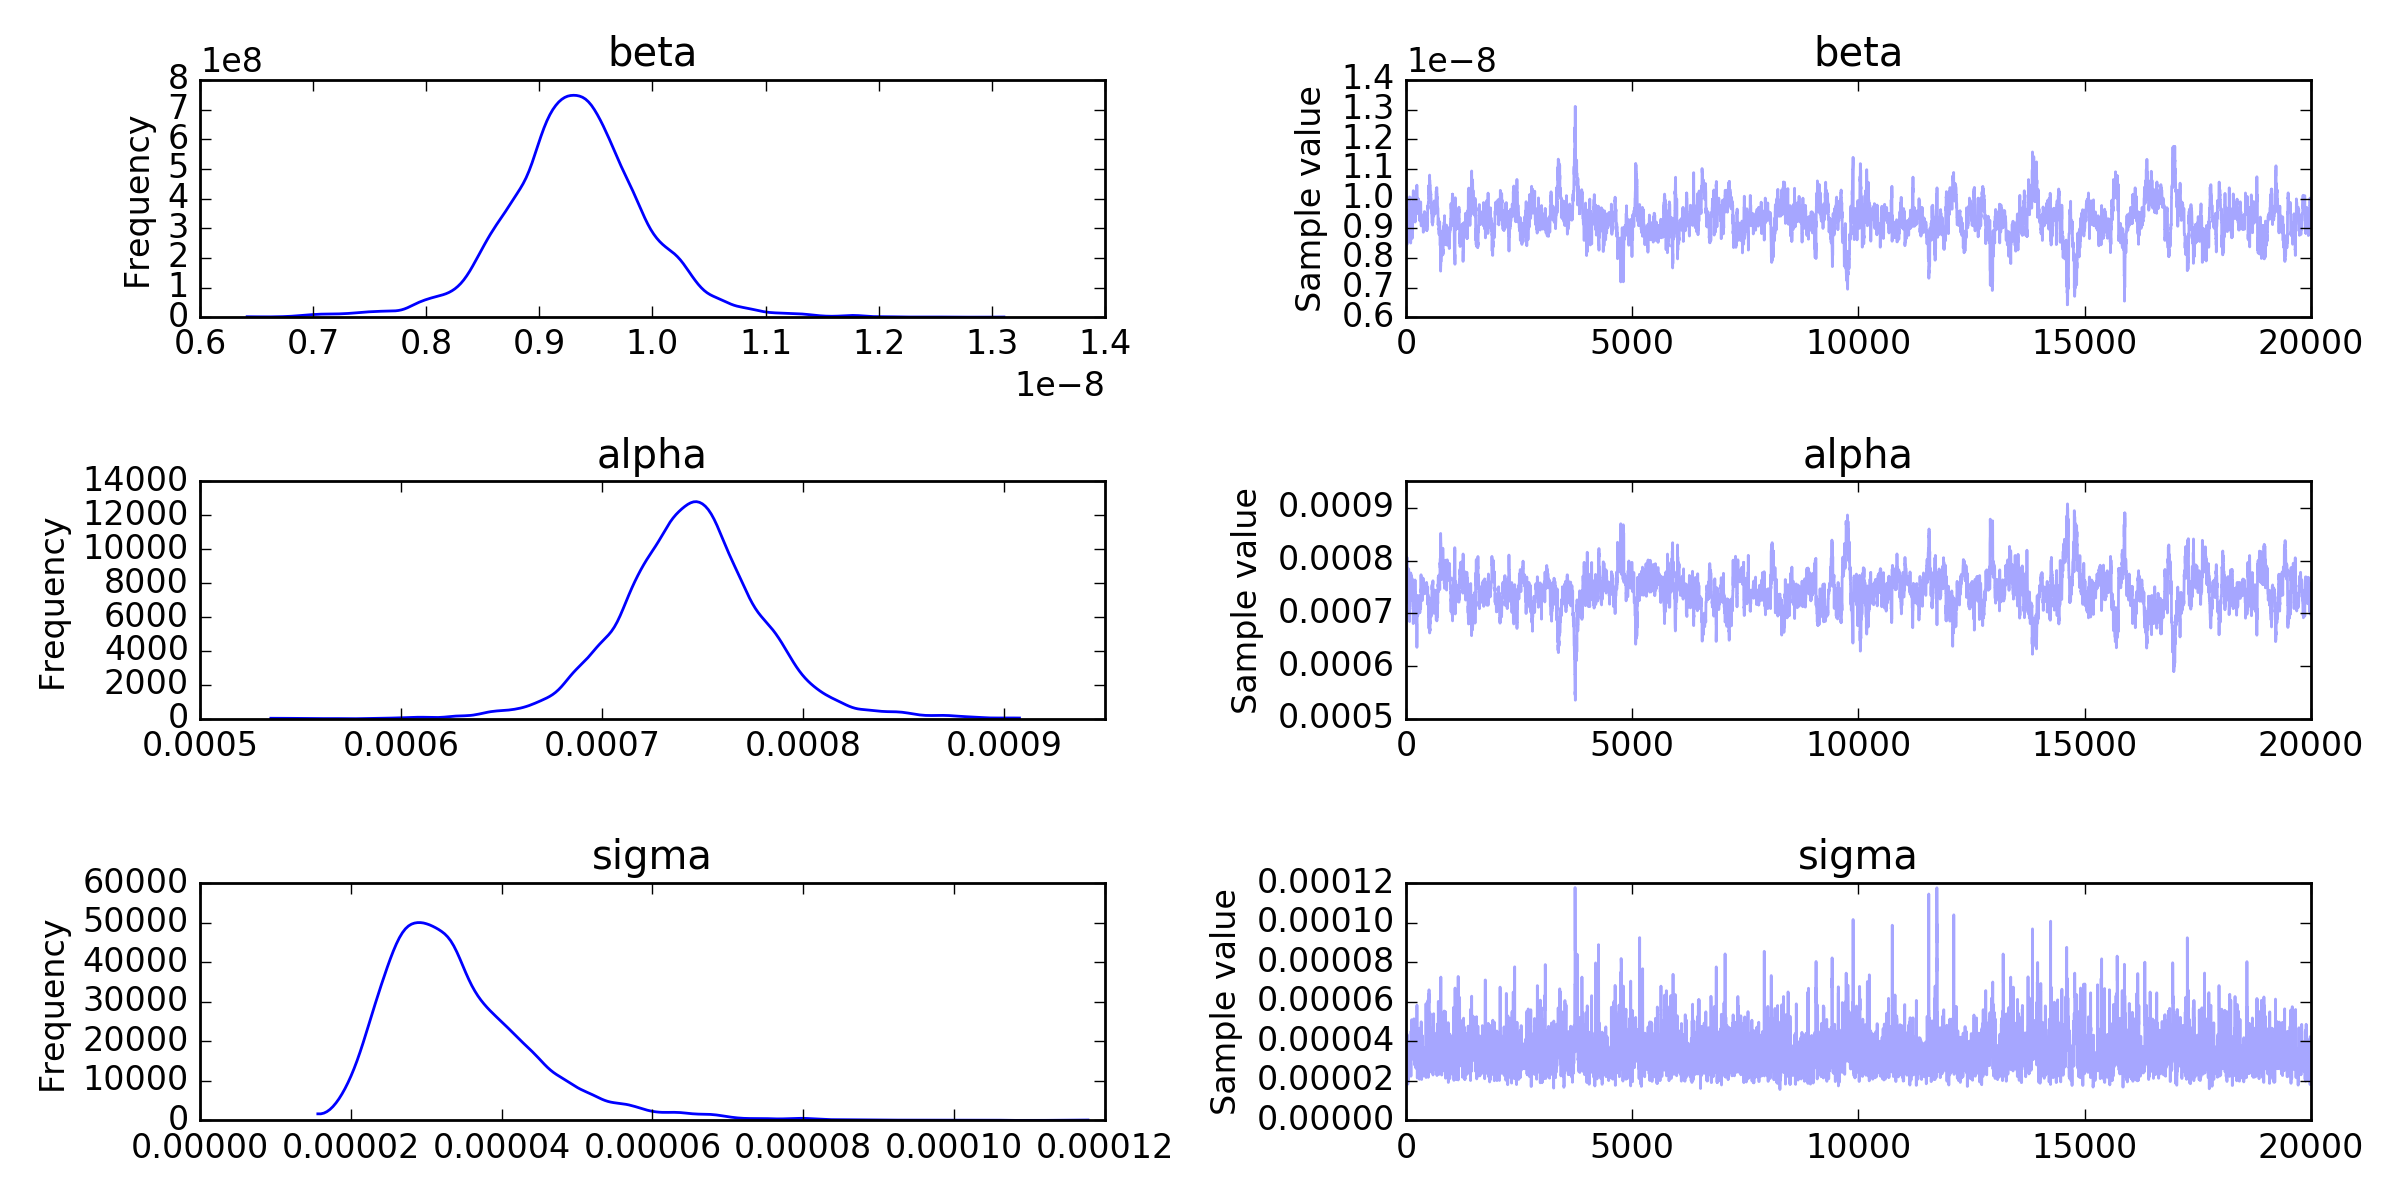 beta
1e8
Frequency
8
7
6
5
4
3
2
1
0
0.6 0.7 0.8 0.9 1.0 1.1 1.2 1.3 1.4
1e−8
beta
1e−8
Sample value
1.4
1.3
1.2
1.1
1.0
0.9
0.8
0.7
0.6
0 5000 10000 15000 20000
alpha
Frequency
14000
12000
10000
8000
6000
4000
2000
0
0.0005 0.0006 0.0007 0.0008 0.0009
alpha
Sample value
0.0009
0.0008
0.0007
0.0006
0.0005
0 5000 10000 15000 20000
sigma
Frequency
60000
50000
40000
30000
20000
10000
0
0.00000 0.00002 0.00004 0.00006 0.00008 0.00010 0.00012
sigma
Sample value
0.00012
0.00010
0.00008
0.00006
0.00004
0.00002
0.00000
0 5000 10000 15000 20000